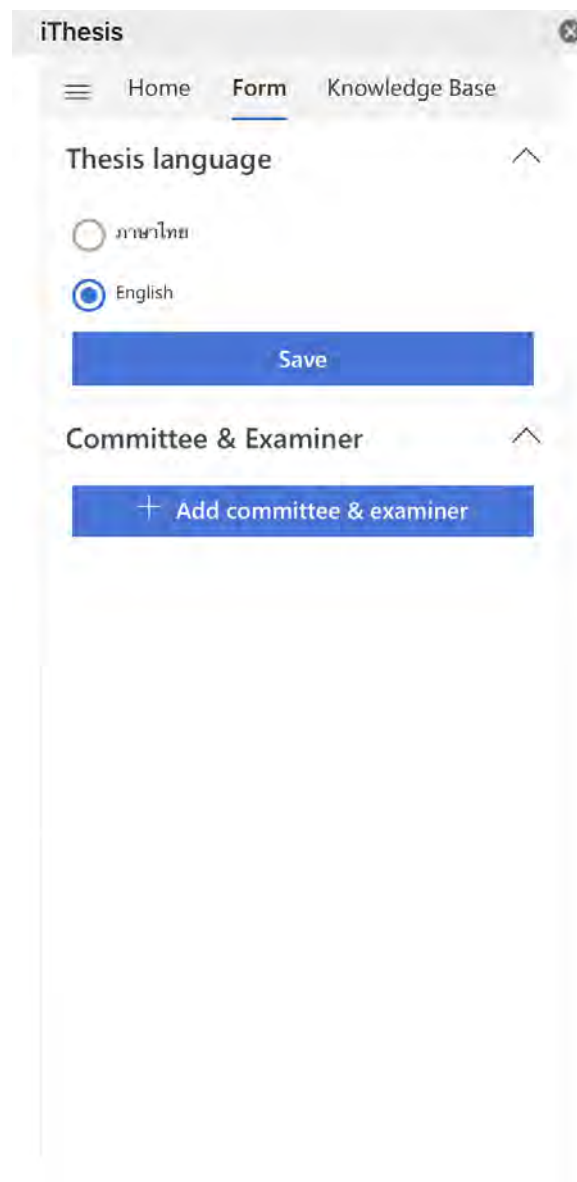 iThesis
Home Form Knowledge Base
Thesis language
ภาษาไทย
English
Save
Committee & Examiner
+ Add committee & examiner